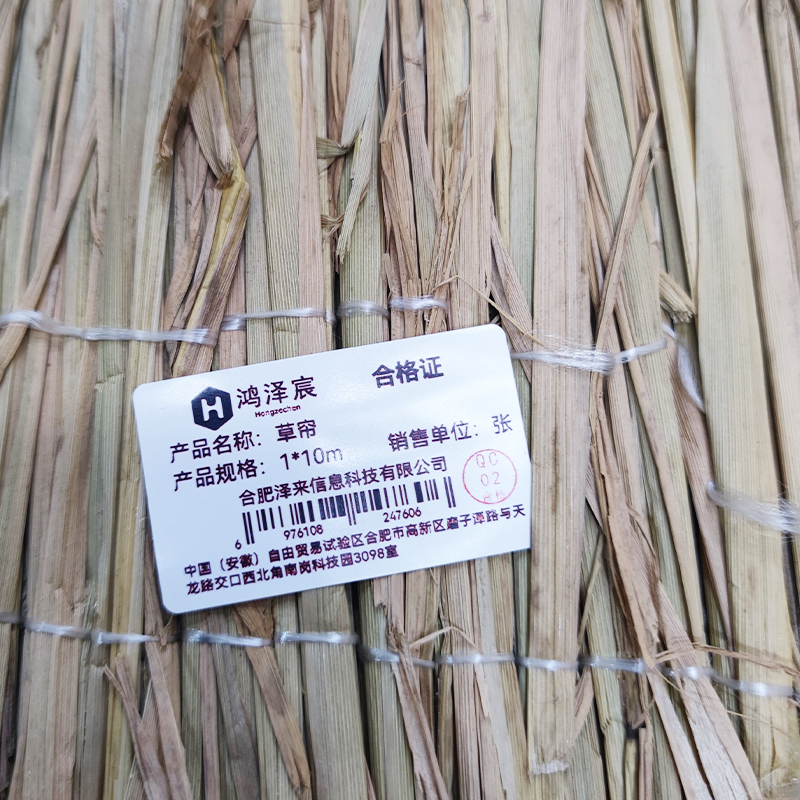 合格证
鸿泽宸
Hongzechen
产品名称：草帘
销售单位：张
产品规格：1*10m
合肥泽来信息科技有限公司
QC
02
6 976108 247606
中国（安徽）自由贸易试验区合肥市高新区磨子潭路与天
龙路交口西北角南岗科技园3098室